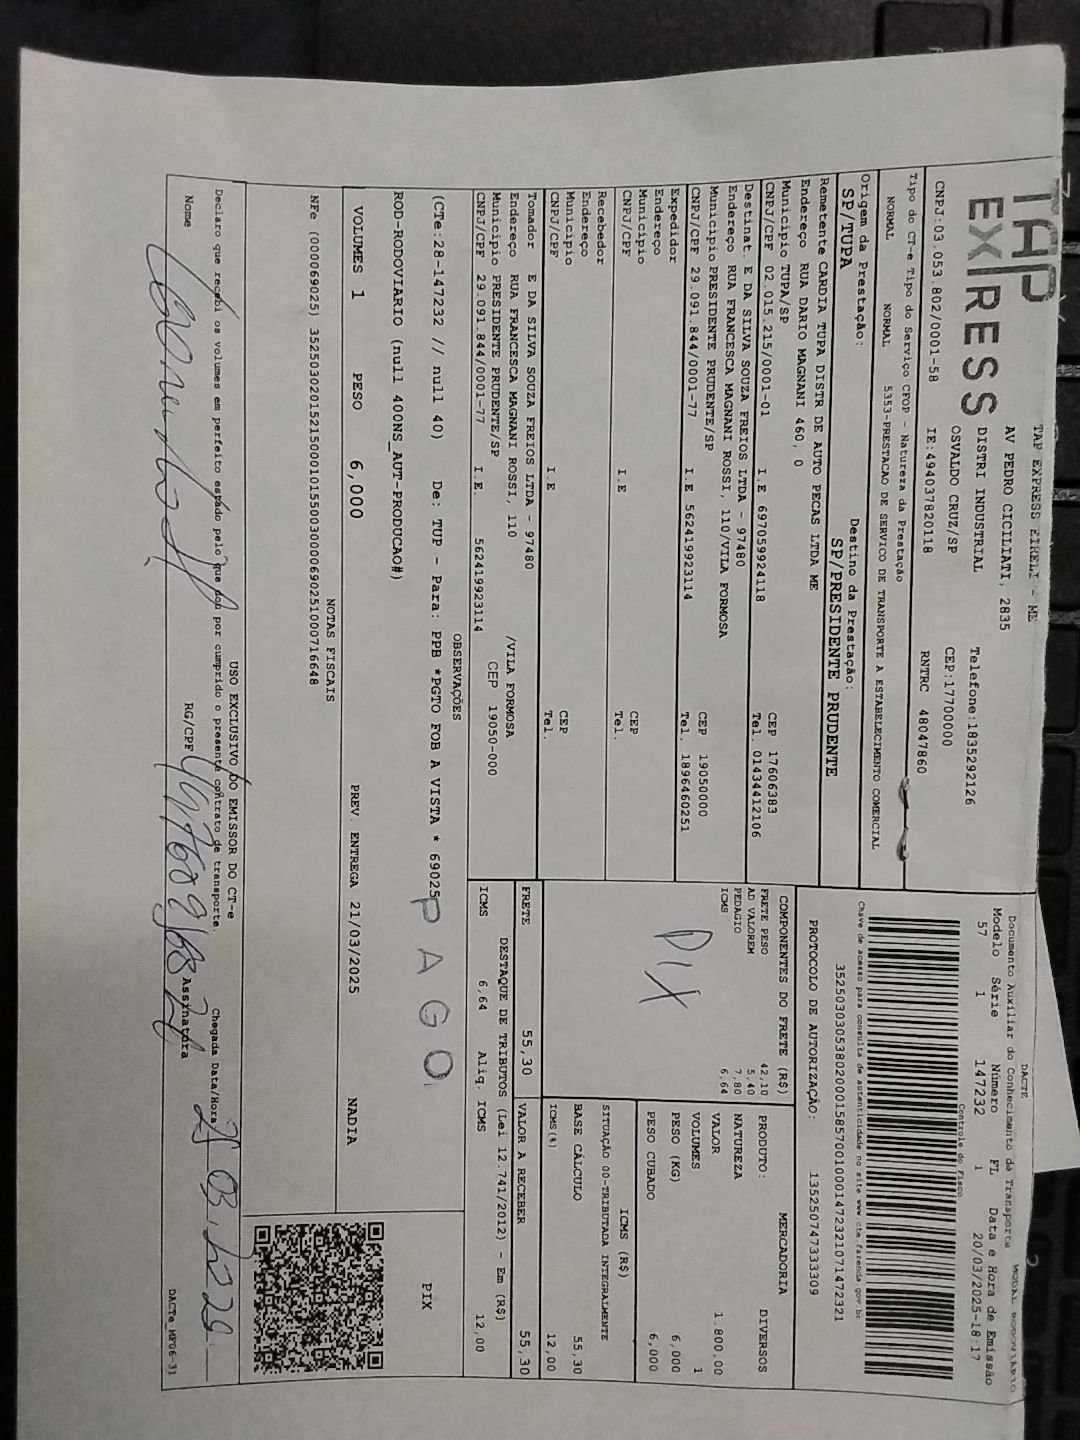 TAP
EXPRESS
TAP EXPRESS EIRELI - ME
AV PEDRO CICILIATI, 2835
DISTRI INDUSTRIAL
OSVALDO CRUZ/SP
Telefone:1835292126
CEP:17700000
CNPJ:03.053.802/0001-58
IE:494037820118
RNTRC 48047860
Tipo do CT-e Tipo do Serviço CFOP - Natureza da Prestação
NORMAL NORMAL 5353-PRESTACAO DE SERVICO DE TRANSPORTE A ESTABELECIMENTO COMERCIAL
Origem da Prestação:
SP/TUPA
Destino da Prestação:
SP/PRESIDENTE PRUDENTE
DACTE
Documento Auxiliar do Conhecimento de Transporte
Modelo Série Número FL Data e Hora de Emissão
57 1 147232 1 20/03/2025-18:17
Controle do Fisco
Chave de acesso para consulta de autenticidade no site www.cte.fazenda.gov.br
PROTOCOLO DE AUTORIZAÇÃO: 135250747333309
Remetente CARDIA TUPA DISTR DE AUTO PECAS LTDA ME
Endereço RUA DARIO MAGNANI 460, 0
Municipio TUPA/SP CEP 17606383
CNPJ/CPF 02.015.215/0001-01 I.E 697059924118 Tel. 01434412106
Destinat. E DA SILVA SOUZA FREIOS LTDA - 97480
Endereço RUA FRANCESCA MAGNANI ROSSI, 110/VILA FORMOSA
Municipio PRESIDENTE PRUDENTE/SP CEP 19050000
CNPJ/CPF 29.091.844/0001-77 I.E 562419923114 Tel. 1896460251
Expedidor
Endereço
Municipio CEP
CNPJ/CPF I.E Tel.
Recebedor
Endereço
Municipio CEP
CNPJ/CPF I.E Tel.
Tomador E DA SILVA SOUZA FREIOS LTDA - 97480
Endereço RUA FRANCESCA MAGNANI ROSSI, 110 /VILA FORMOSA
Municipio PRESIDENTE PRUDENTE/SP CEP 19050-000
CNPJ/CPF 29.091.844/0001-77 I.E. 562419923114
COMPONENTES DO FRETE (R$)
FRETE PESO 42,10
AD VALOREM 5,40
PEDAGIO 7,80
ICMS 6,64
PIX
MERCADORIA
PRODUTO: DIVERSOS
NATUREZA
VALOR 1.800,00
VOLUMES 1
PESO (KG) 6,000
PESO CUBADO 6,000
ICMS (R$)
SITUAÇÃO 00-TRIBUTADA INTEGRALMENTE
BASE CÁLCULO 55,30
ICMS(%) 12,00
FRETE 55,30 VALOR A RECEBER 55,30
DESTAQUE DE TRIBUTOS (Lei 12.741/2012) - Em (R$)
ICMS 6,64 Aliq. ICMS 12,00
OBSERVAÇÕES
(CTe:28-147232 // null 40) De: TUP - Para: PPB *PGTO FOB A VISTA * 69025
PAGO
ROD-RODOVIARIO (null 400NS_AUT-PRODUCAO#)
PIX
VOLUMES 1 PESO 6,000 PREV. ENTREGA 21/03/2025 NADIA
NOTAS FISCAIS
NFe (000069025) 35250302015215000101550030000690251000716648
USO EXCLUSIVO DO EMISSOR DO CT-e
Declaro que recebi os volumes em perfeito estado pelo que dou por cumprido o presente contrato de transporte.
Chegada Data/Hora
Nome RG/CPF Assinatura
DACTe_MF06-31